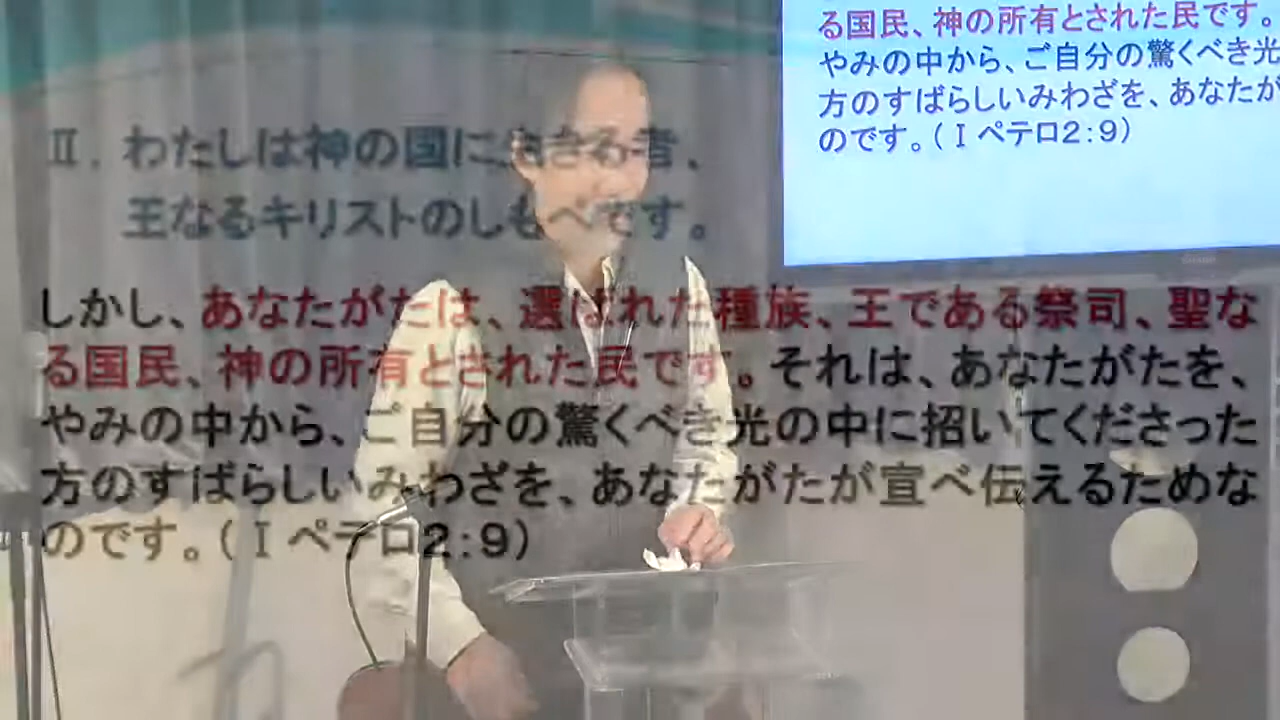 Ⅱ. わたしは神の国に生きる者、
王なるキリストのしもべです。
しかし、あなたがたは、選ばれた種族、王である祭司、聖な
る国民、神の所有とされた民です。それは、あなたがたを、
やみの中から、ご自分の驚くべき光の中に招いてくださった
方のすばらしいみわざを、あなたがたが宣べ伝えるためな
のです。(Ⅰペテロ2:9)
る国民、神の所有とされた民です。
やみの中から、ご自分の驚くべき光
方のすばらしいみわざを、あなたが
のです。(Ⅰペテロ2:9)